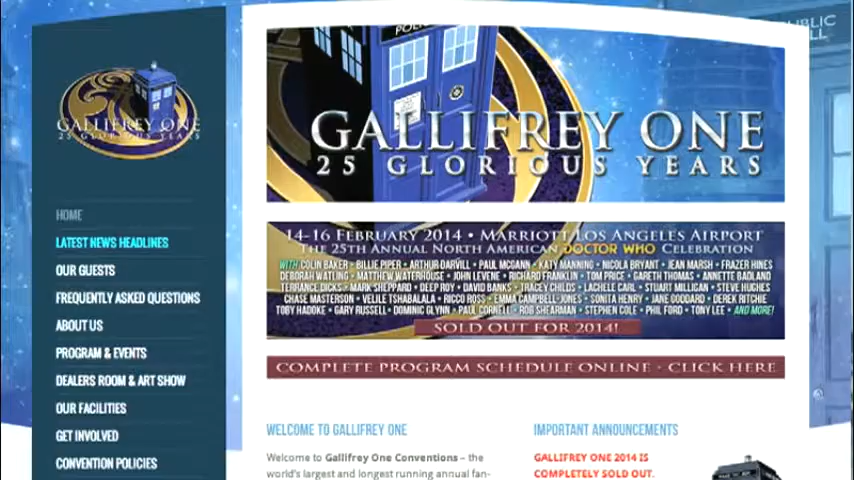 PUBLIC
POLIC
GALLIFREY ONE
25 GLORIOUS YEARS
GALLIFREY ONE
25 GLORIOUS YEARS
HOME
LATEST NEWS HEADLINES
OUR GUESTS
FREQUENTLY ASKED QUESTIONS
ABOUT US
PROGRAM & EVENTS
DEALERS ROOM & ART SHOW
OUR FACILITIES
GET INVOLVED
CONVENTION POLICIES
14-16 FEBRUARY 2014 • MARRIOTT LOS ANGELES AIRPORT
THE 25TH ANNUAL NORTH AMERICAN DOCTOR WHO CELEBRATION
WITH COLIN BAKER • BILLIE PIPER • ARTHUR DARVILL • PAUL MCGANN • KATY MANNING • NICOLA BRYANT • JEAN MARSH • FRAZER HINES
DEBORAH WATLING • MATTHEW WATERHOUSE • JOHN LEVENE • RICHARD FRANKLIN • TOM PRICE • GARETH THOMAS • ANNETTE BADLAND
TERRANCE DICKS • MARK SHEPPARD • DEEP ROY • DAVID BANKS • TRACEY CHILDS • LACHELE CARL • STUART MILLIGAN • STEVE HUGHES
CHASE MASTERSON • VELILE TSHABALALA • RICCO ROSS • EMMA CAMPBELL-JONES • SONITA HENRY • JANE GODDARD • DEREK RITCHIE
TOBY HADOKE • GARY RUSSELL • DOMINIC GLYNN • PAUL CORNELL • ROB SHEARMAN • STEPHEN COLE • PHIL FORD • TONY LEE • AND MORE!
SOLD OUT FOR 2014!
COMPLETE PROGRAM SCHEDULE ONLINE - CLICK HERE
WELCOME TO GALLIFREY ONE
Welcome to Gallifrey One Conventions – the
world's largest and longest running annual fan-
IMPORTANT ANNOUNCEMENTS
GALLIFREY ONE 2014 IS
COMPLETELY SOLD OUT.